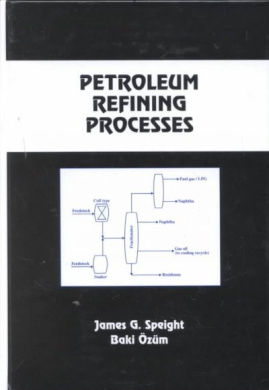 PETROLEUM
REFINING
PROCESSES
Fuel gas / LPG
Coil type
Naphtha
Feedstock
Naphtha
Fractionator
Gas oil
(to coking recycle)
Feedstock
Soaker
Residuum
James G. Speight
Baki Özüm